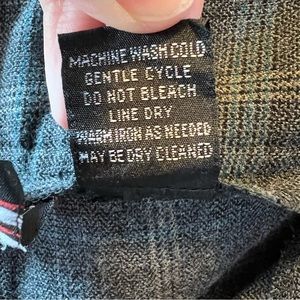 MACHINE WASH COLD
GENTLE CYCLE
DO NOT BLEACH
LINE DRY
WARM IRON AS NEEDED
MAY BE DRY CLEANED